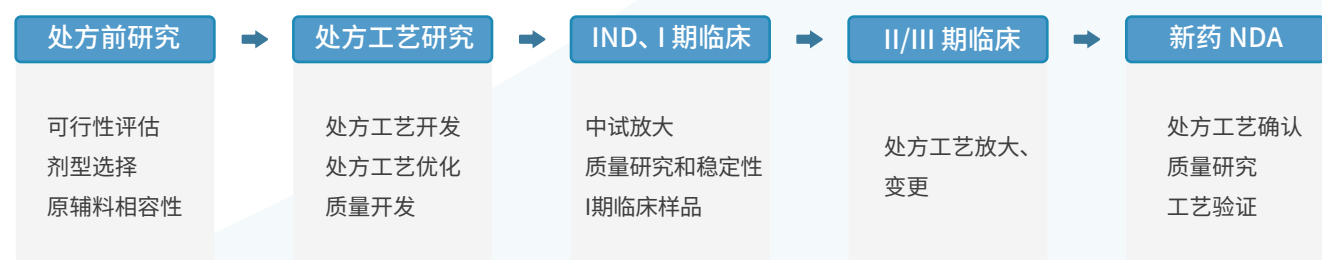 处方前研究
处方工艺研究
IND、I 期临床
II/III 期临床
新药 NDA
可行性评估
剂型选择
原辅料相容性
处方工艺开发
处方工艺优化
质量开发
中试放大
质量研究和稳定性
I期临床样品
处方工艺放大、
变更
处方工艺确认
质量研究
工艺验证